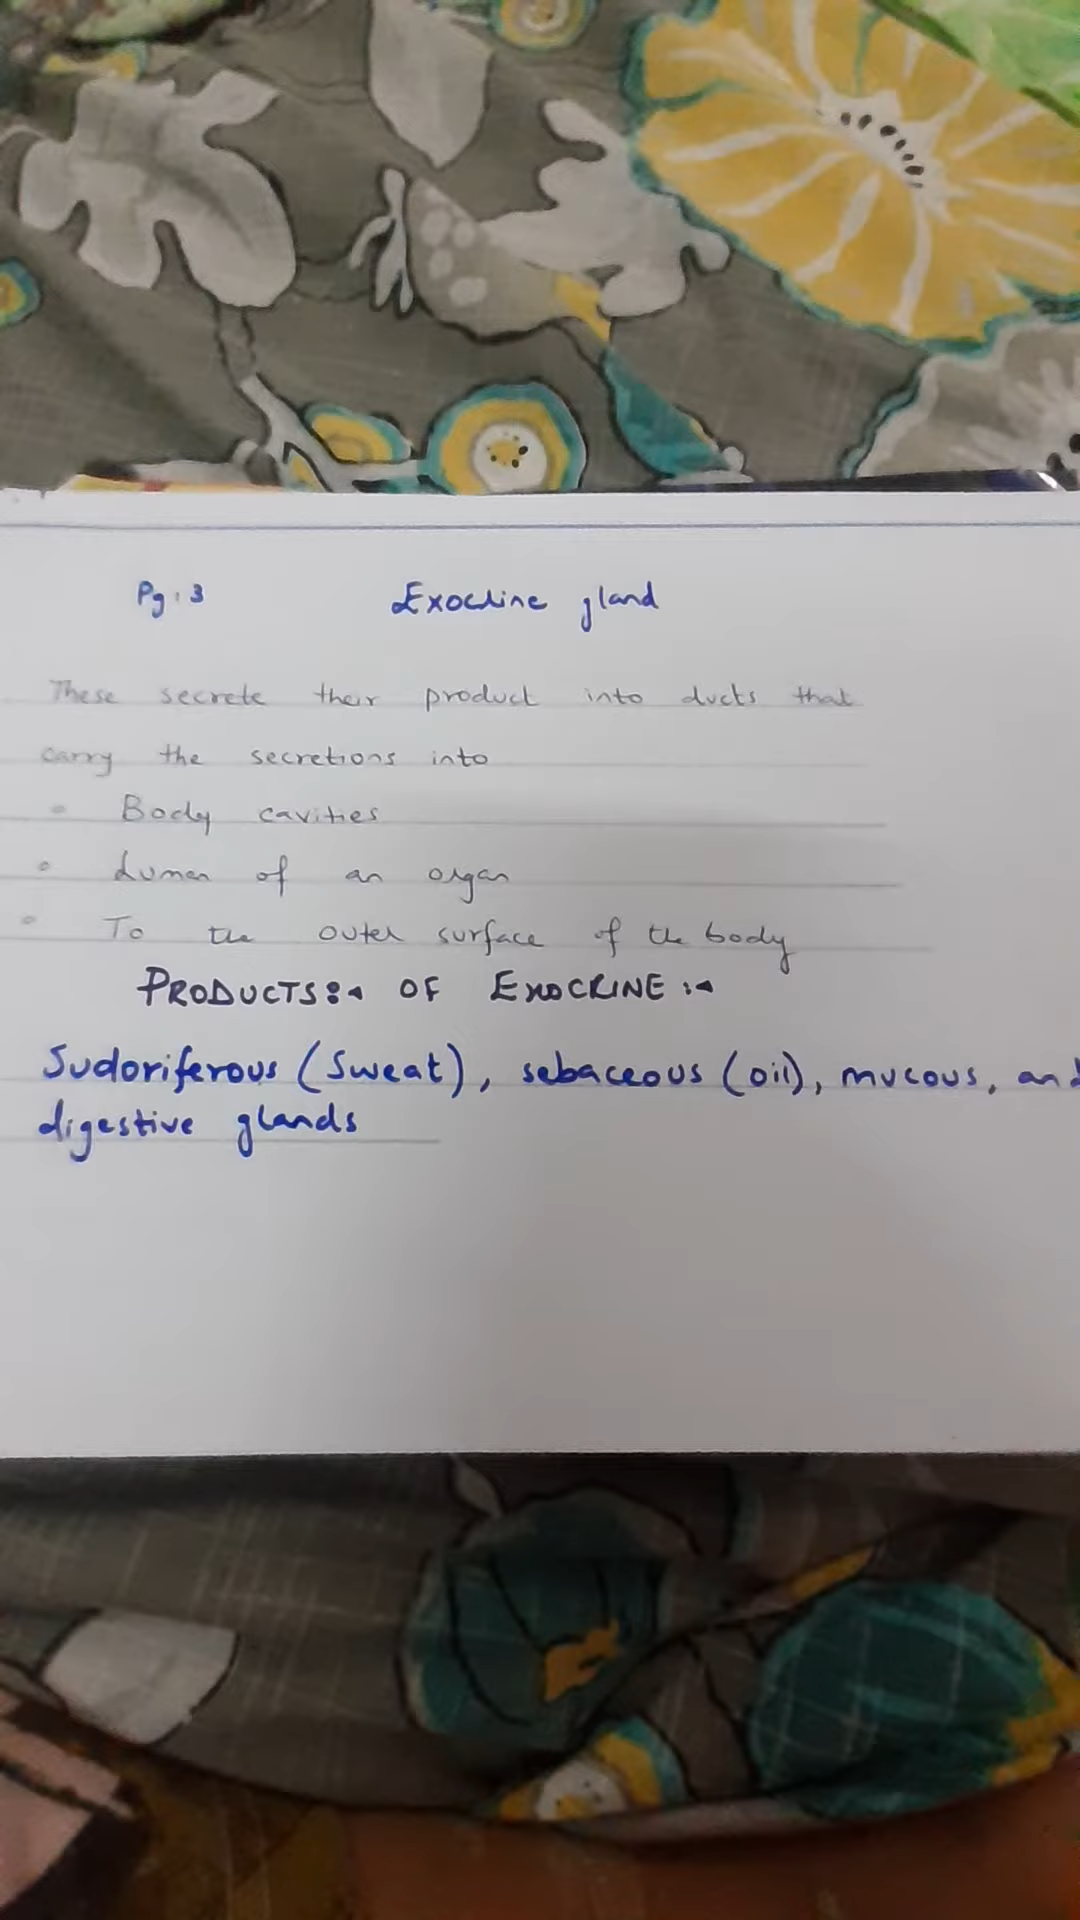 Pg: 3 Exocrine gland
These secrete their product into ducts that
carry the secretions into
• Body cavities
• Lumen of an organ
• To the outer surface of the body
PRODUCTS:- OF EXOCRINE :-
Sudoriferous (Sweat), sebaceous (oil), mucous, and
digestive glands